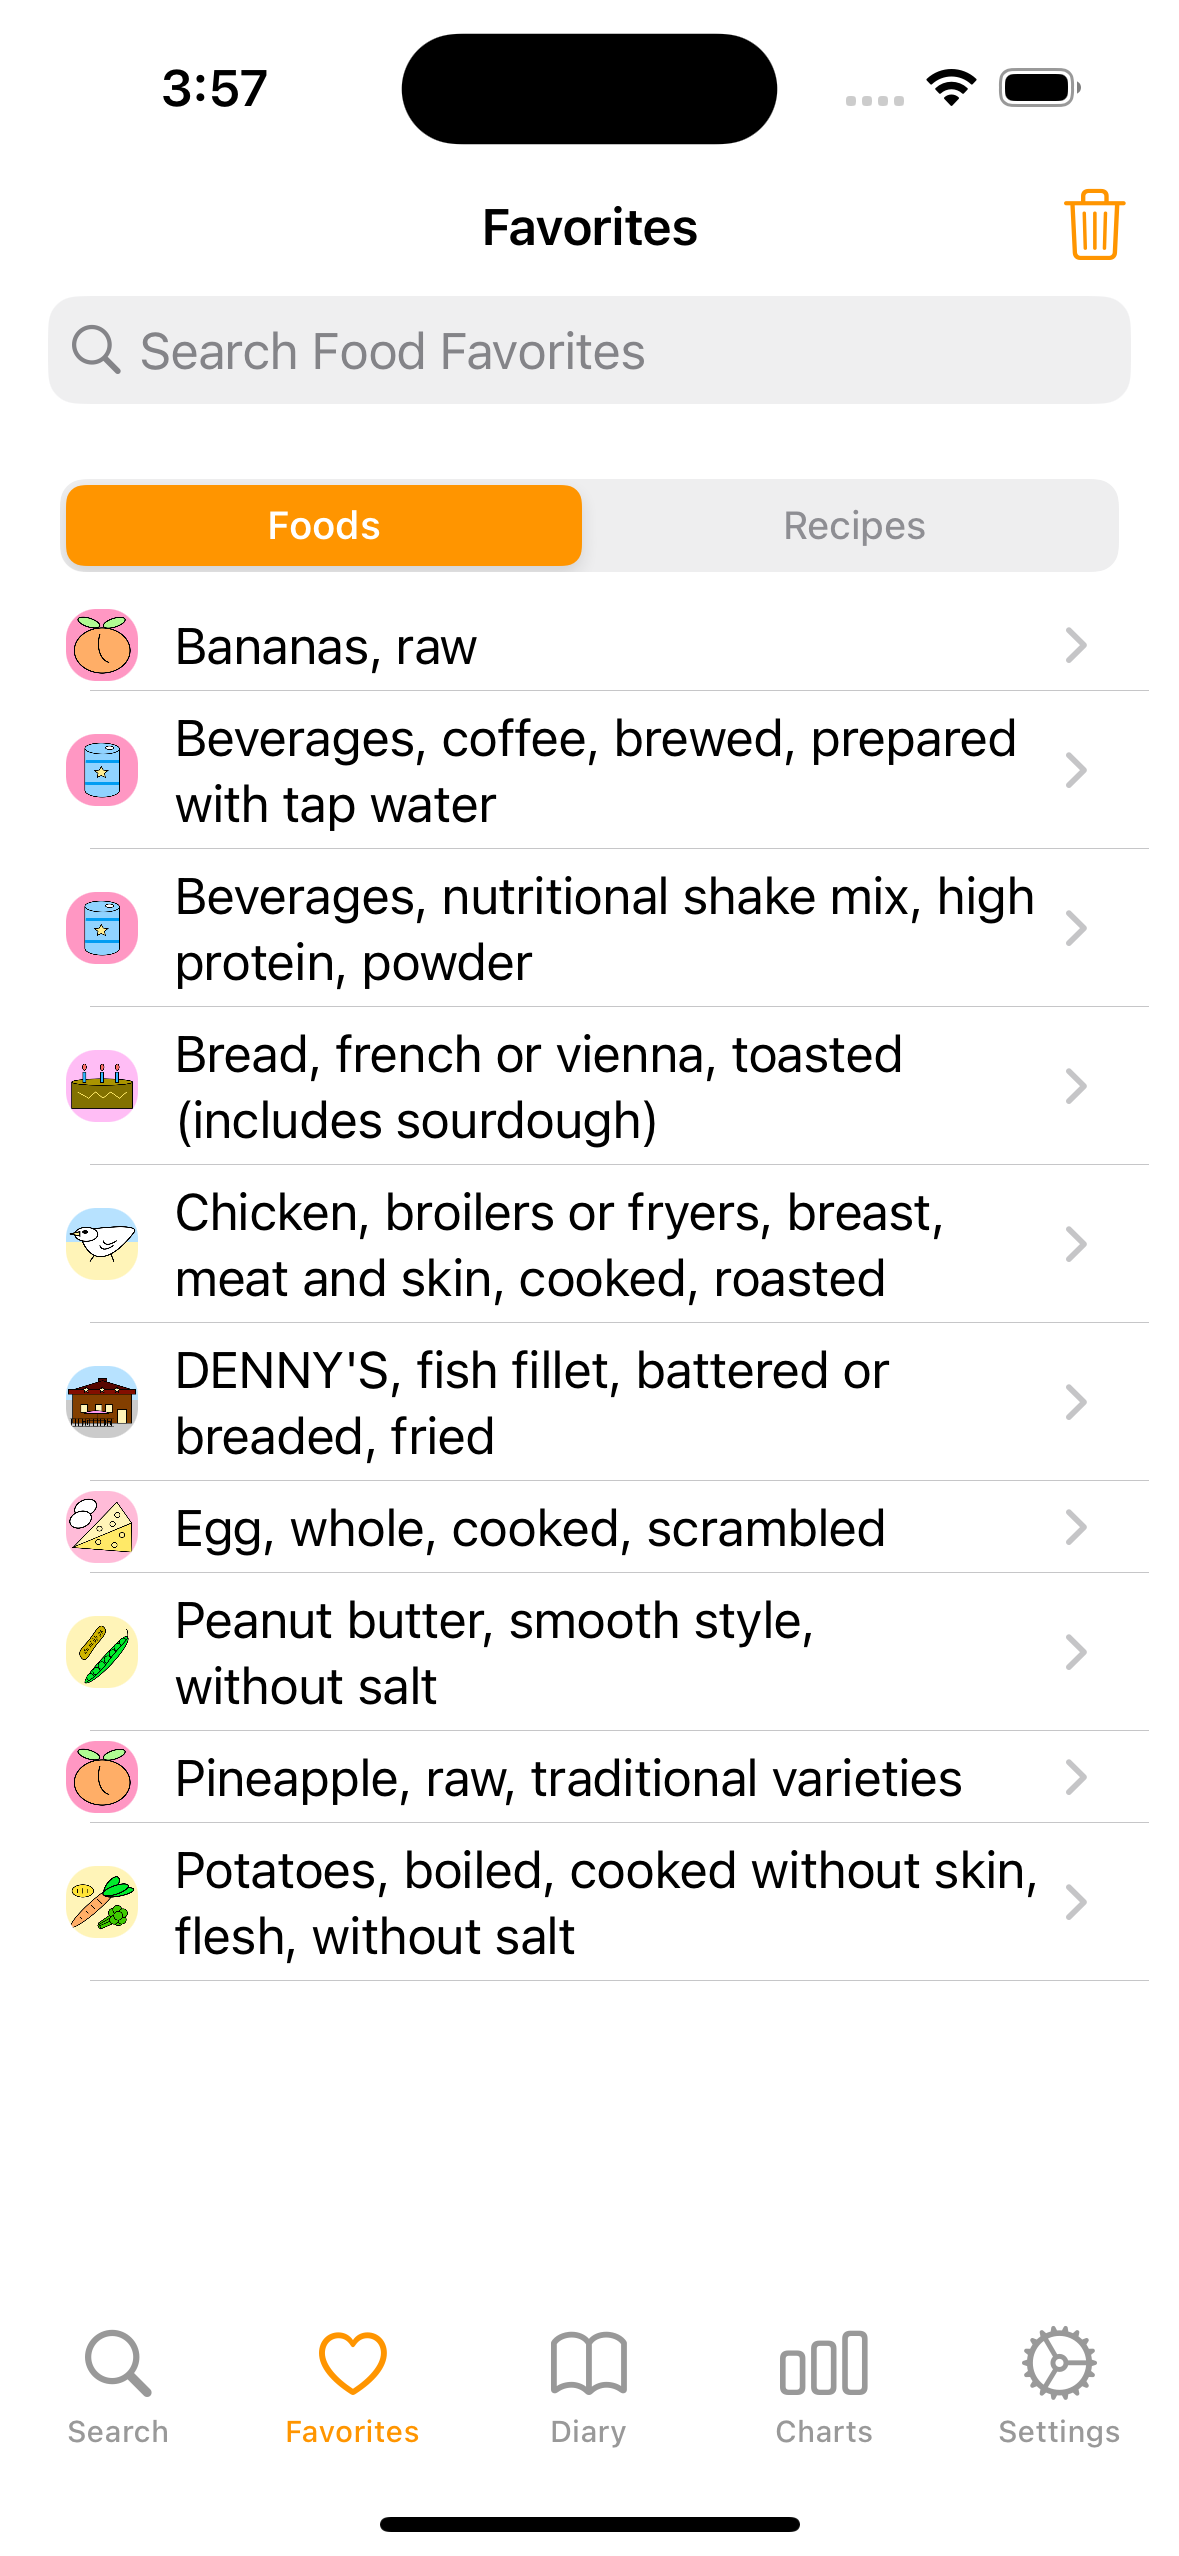 3:57
Favorites
Search Food Favorites
Foods
Recipes
Bananas, raw
Beverages, coffee, brewed, prepared
with tap water
Beverages, nutritional shake mix, high
protein, powder
Bread, french or vienna, toasted
(includes sourdough)
Chicken, broilers or fryers, breast,
meat and skin, cooked, roasted
DENNY'S, fish fillet, battered or
breaded, fried
Egg, whole, cooked, scrambled
Peanut butter, smooth style,
without salt
Pineapple, raw, traditional varieties
Potatoes, boiled, cooked without skin,
flesh, without salt
Search
Favorites
Diary
Charts
Settings